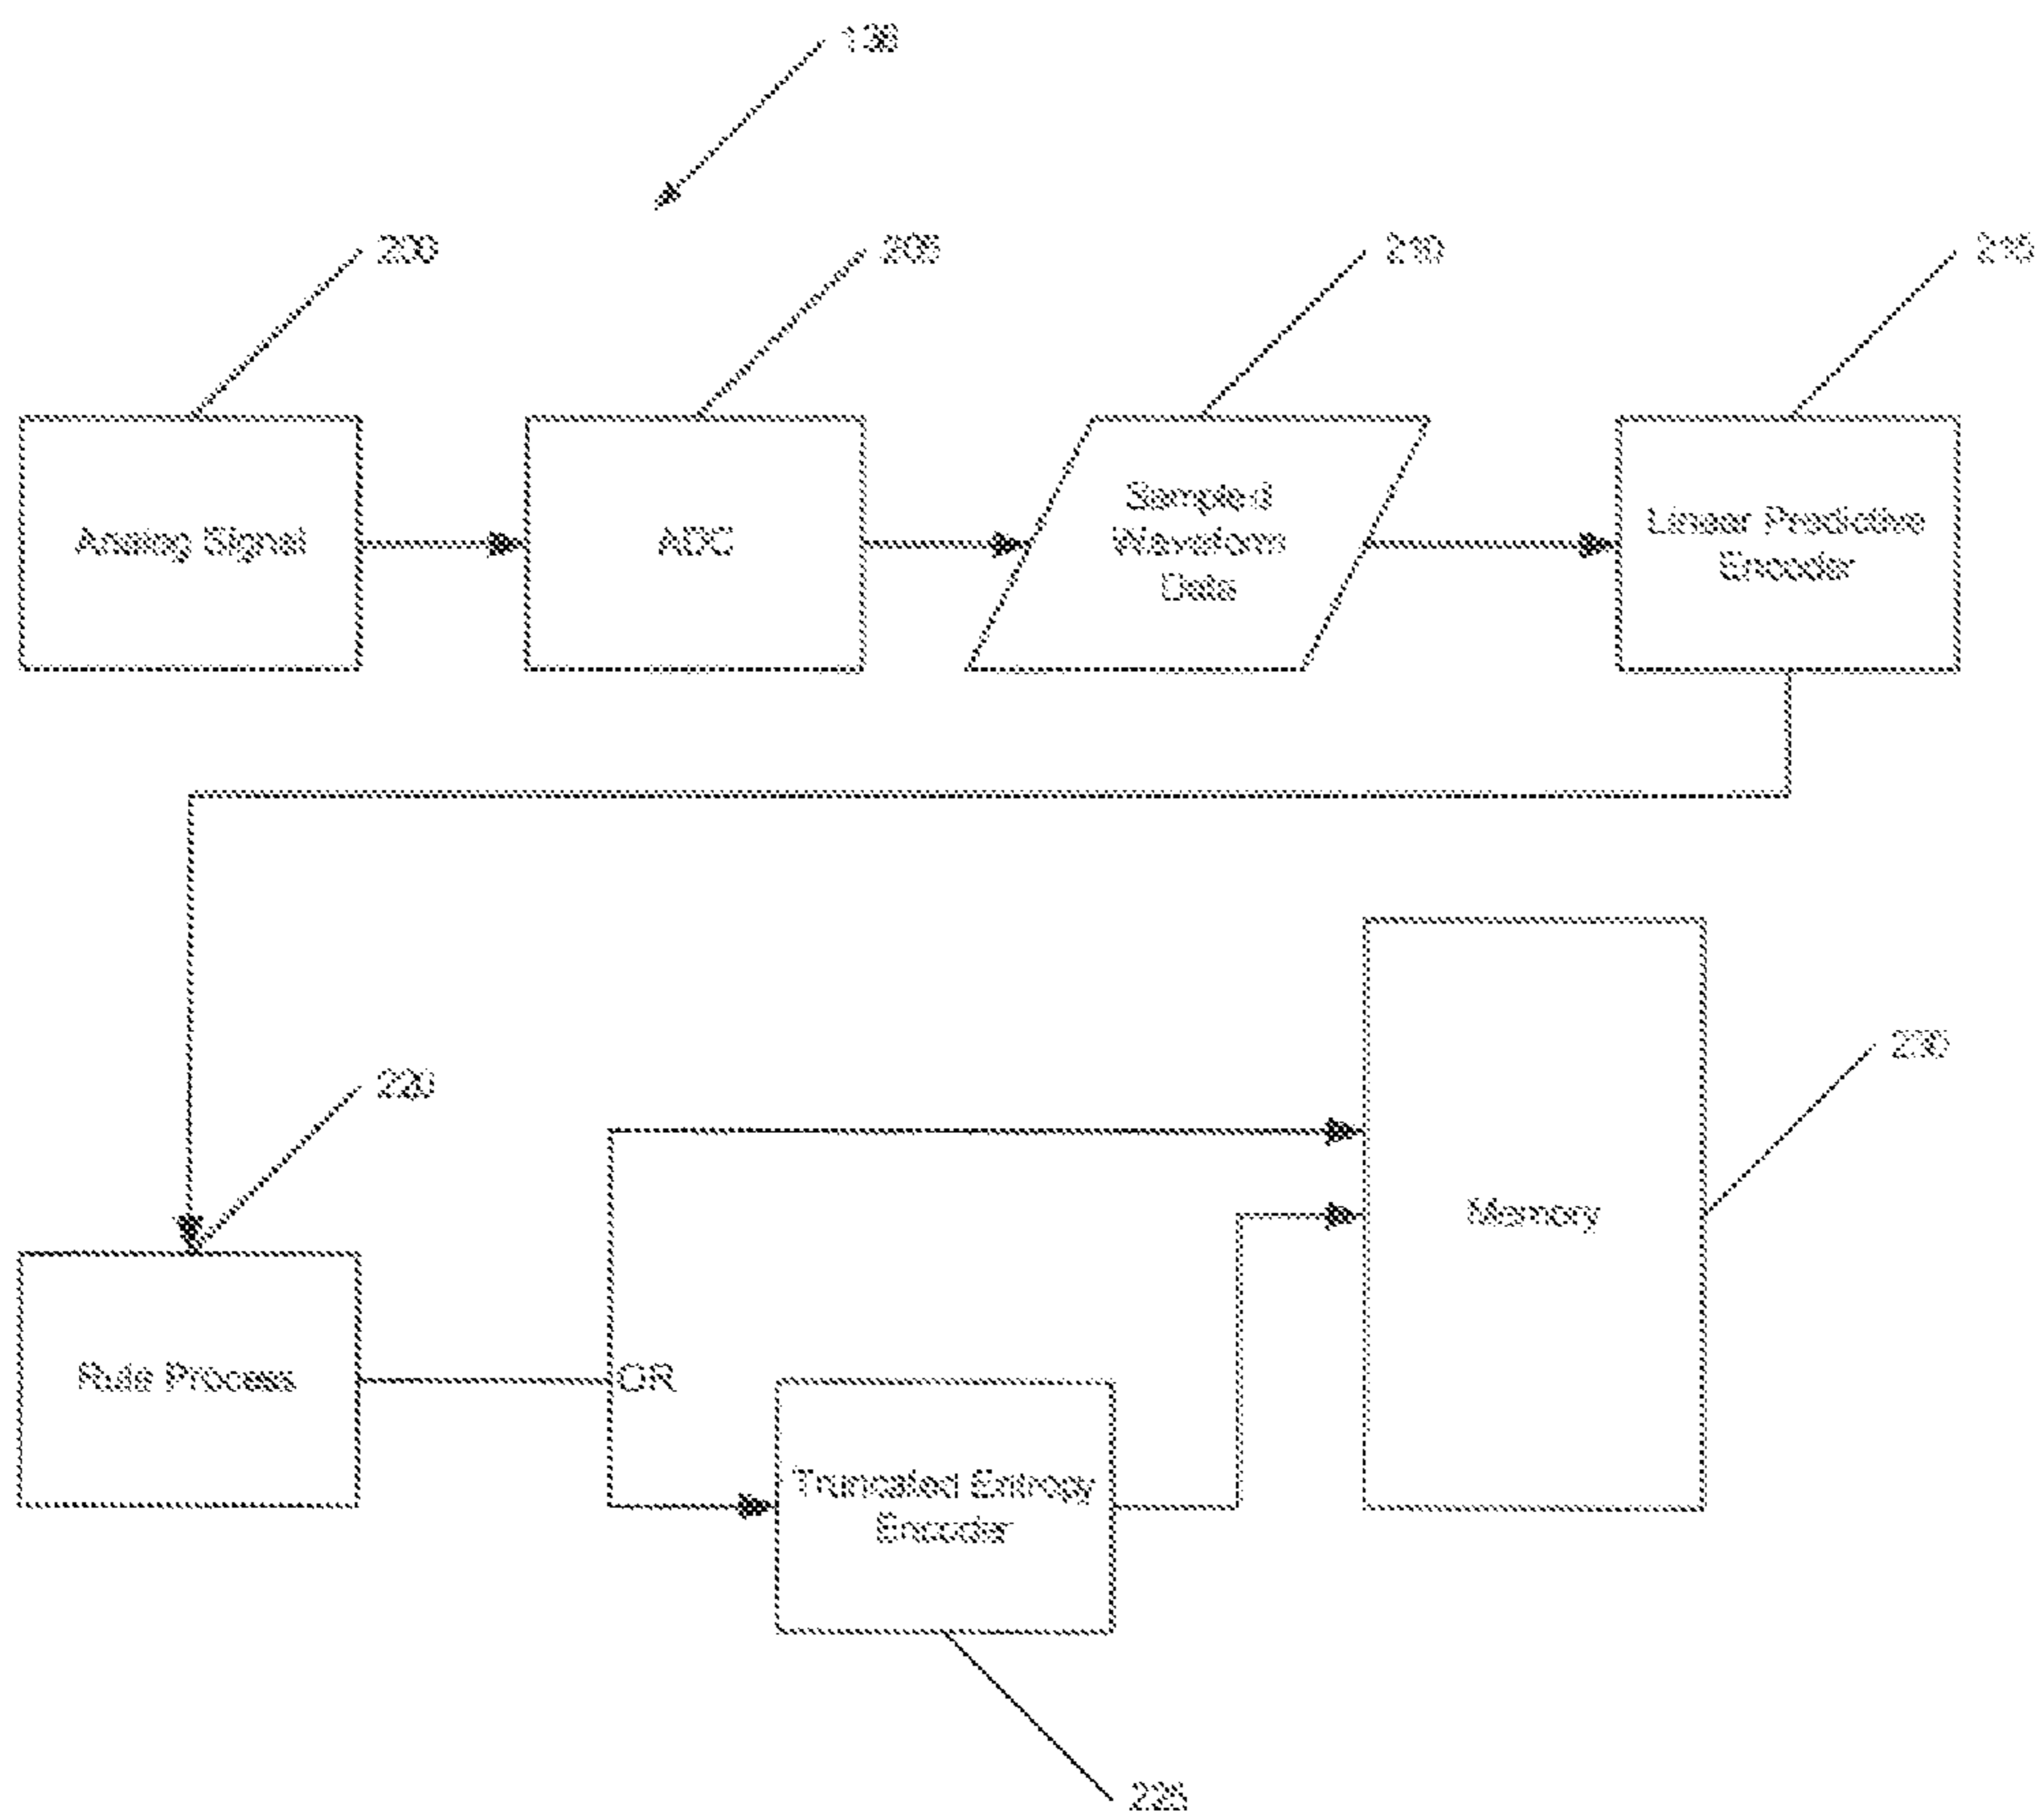 200
205
210
215
Analog Signal
ADC
Sampled
Waveform
Data
Linear Predictive
Encoder
220
230
Memory
Rule Process
OR
Truncated Entropy
Encoder
225